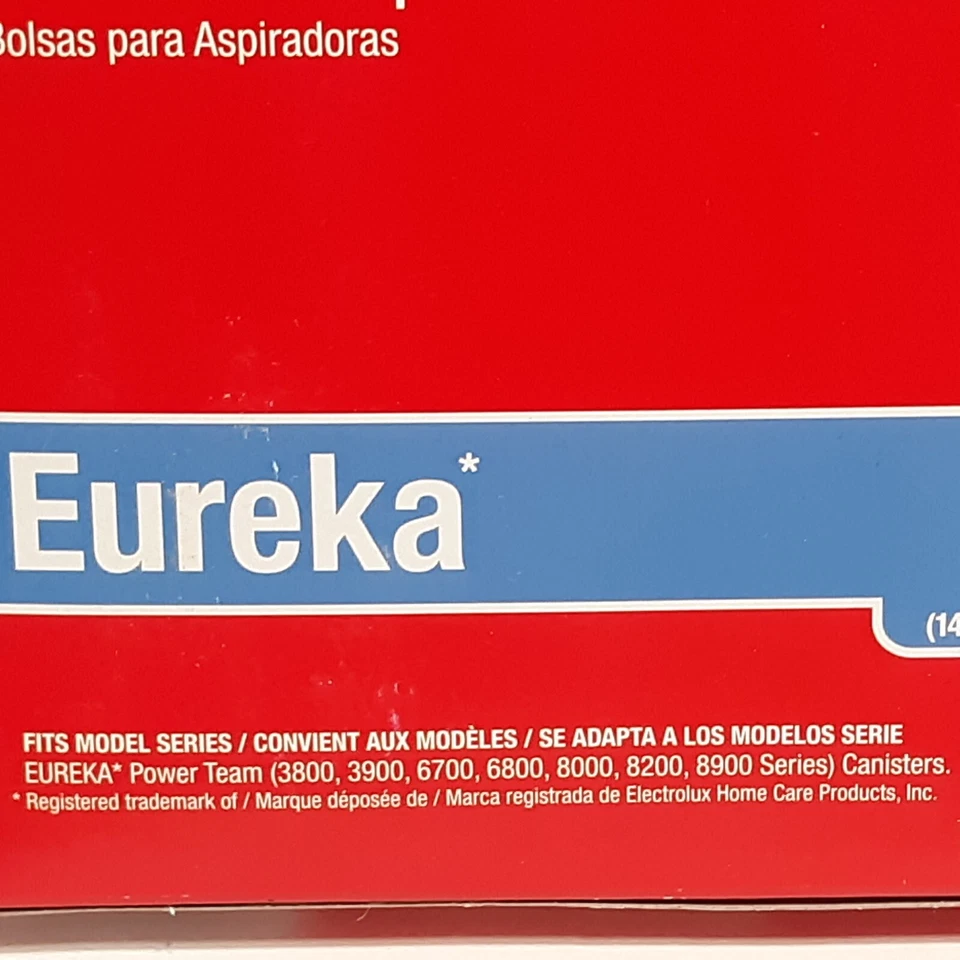 Bolsas para Aspiradoras
Eureka*
(14
FITS MODEL SERIES / CONVIENT AUX MODÈLES / SE ADAPTA A LOS MODELOS SERIE
EUREKA* Power Team (3800, 3900, 6700, 6800, 8000, 8200, 8900 Series) Canisters.
* Registered trademark of / Marque déposée de / Marca registrada de Electrolux Home Care Products, Inc.